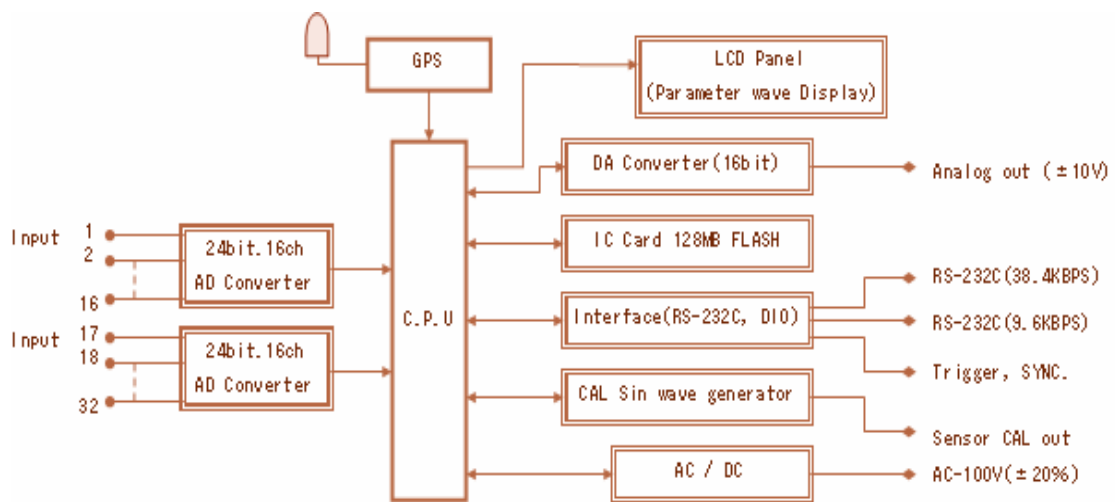 GPS
LCD Panel
(Parameter wave Display)
DA Converter(16bit)
Analog out (±10V)
Input
1
2
16
24bit.16ch
AD Converter
IC Card 128MB FLASH
C.P.U
Interface(RS-232C, DIO)
RS-232C(38.4KBPS)
RS-232C(9.6KBPS)
Trigger, SYNC.
Input
17
18
32
24bit.16ch
AD Converter
CAL Sin wave generator
Sensor CAL out
AC / DC
AC-100V(±20%)